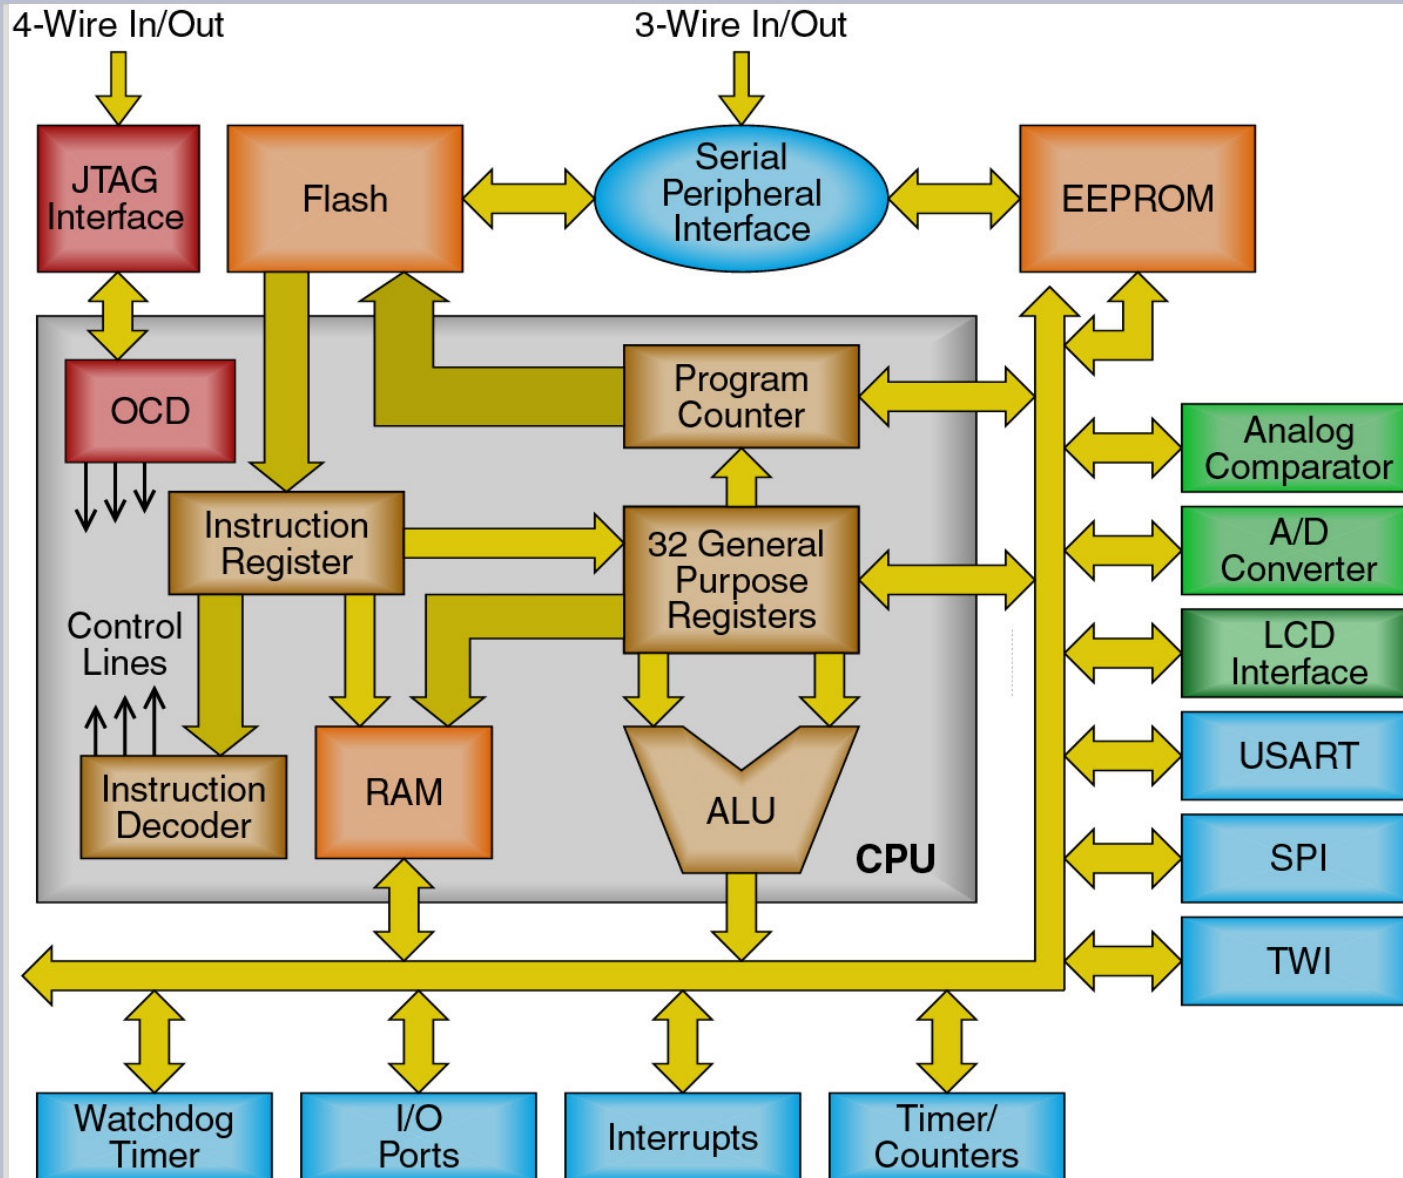 4-Wire In/Out
3-Wire In/Out
JTAG
Interface
Flash
Serial
Peripheral
Interface
EEPROM
OCD
Program
Counter
Analog
Comparator
Instruction
Register
32 General
Purpose
Registers
A/D
Converter
Control
Lines
LCD
Interface
Instruction
Decoder
RAM
ALU
CPU
USART
SPI
TWI
Watchdog
Timer
I/O
Ports
Interrupts
Timer/
Counters